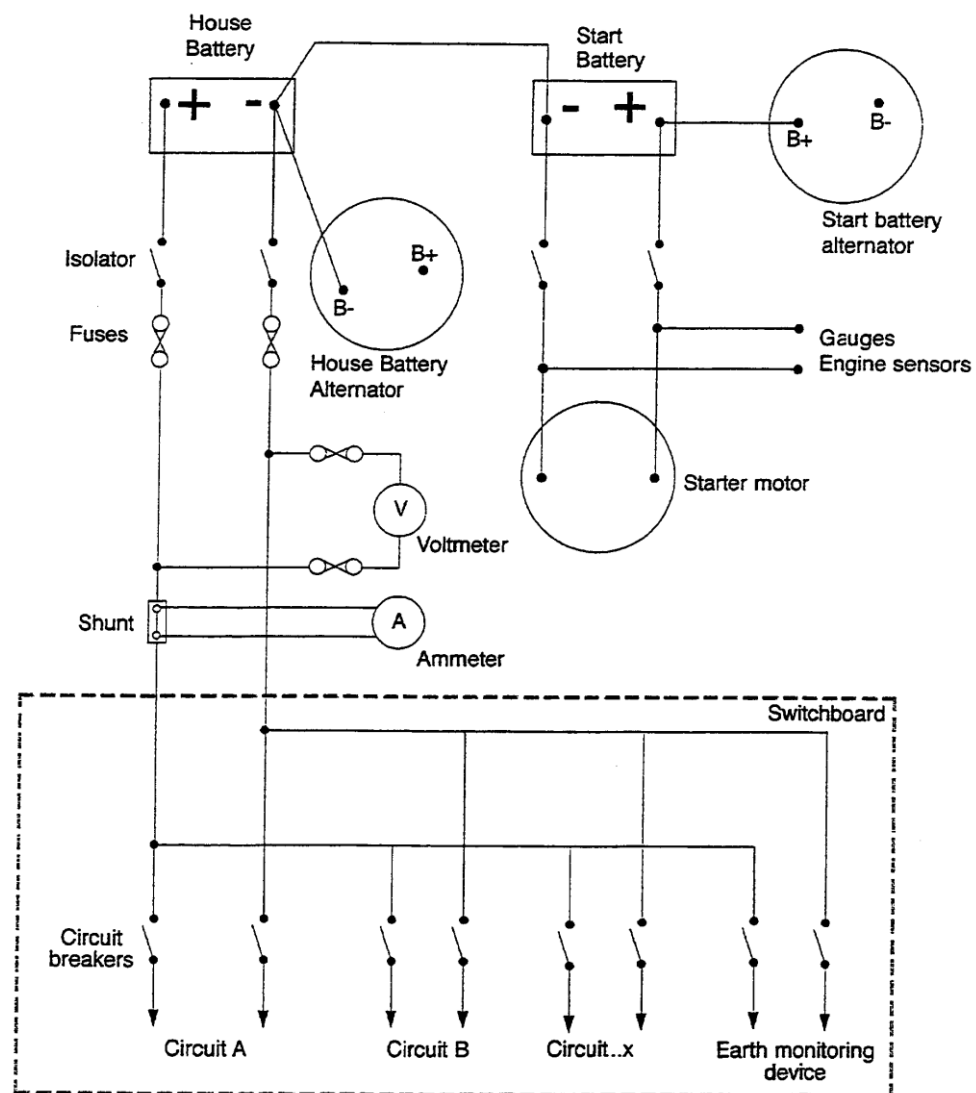 House
Battery
Start
Battery
+ -
- +
B+
B-
Start battery
alternator
Isolator
B+
B-
Fuses
House Battery
Alternator
Gauges
Engine sensors
Starter motor
V
Voltmeter
Shunt
A
Ammeter
Switchboard
Circuit
breakers
Circuit A
Circuit B
Circuit..x
Earth monitoring
device